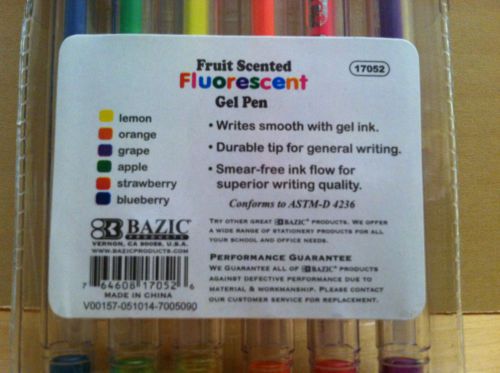 Fruit Scented
Fluorescent
Gel Pen
17052
lemon
orange
grape
apple
strawberry
blueberry
• Writes smooth with gel ink.
• Durable tip for general writing.
• Smear-free ink flow for
superior writing quality.
Conforms to ASTM-D 4236
BAZIC
PRODUCTS
VERNON, CA 90058, U.S.A.
WWW.BAZICPRODUCTS.COM
7 64608 17052 6
MADE IN CHINA
V00157-051014-7005090
TRY OTHER GREAT BAZIC PRODUCTS. WE OFFER
A WIDE RANGE OF STATIONERY PRODUCTS FOR ALL
YOUR SCHOOL AND OFFICE NEEDS.
PERFORMANCE GUARANTEE
WE GUARANTEE ALL OF BAZIC PRODUCTS
AGAINST DEFECTIVE PERFORMANCE DUE TO
MATERIAL & WORKMANSHIP. PLEASE CONTACT
OUR CUSTOMER SERVICE FOR REPLACEMENT.